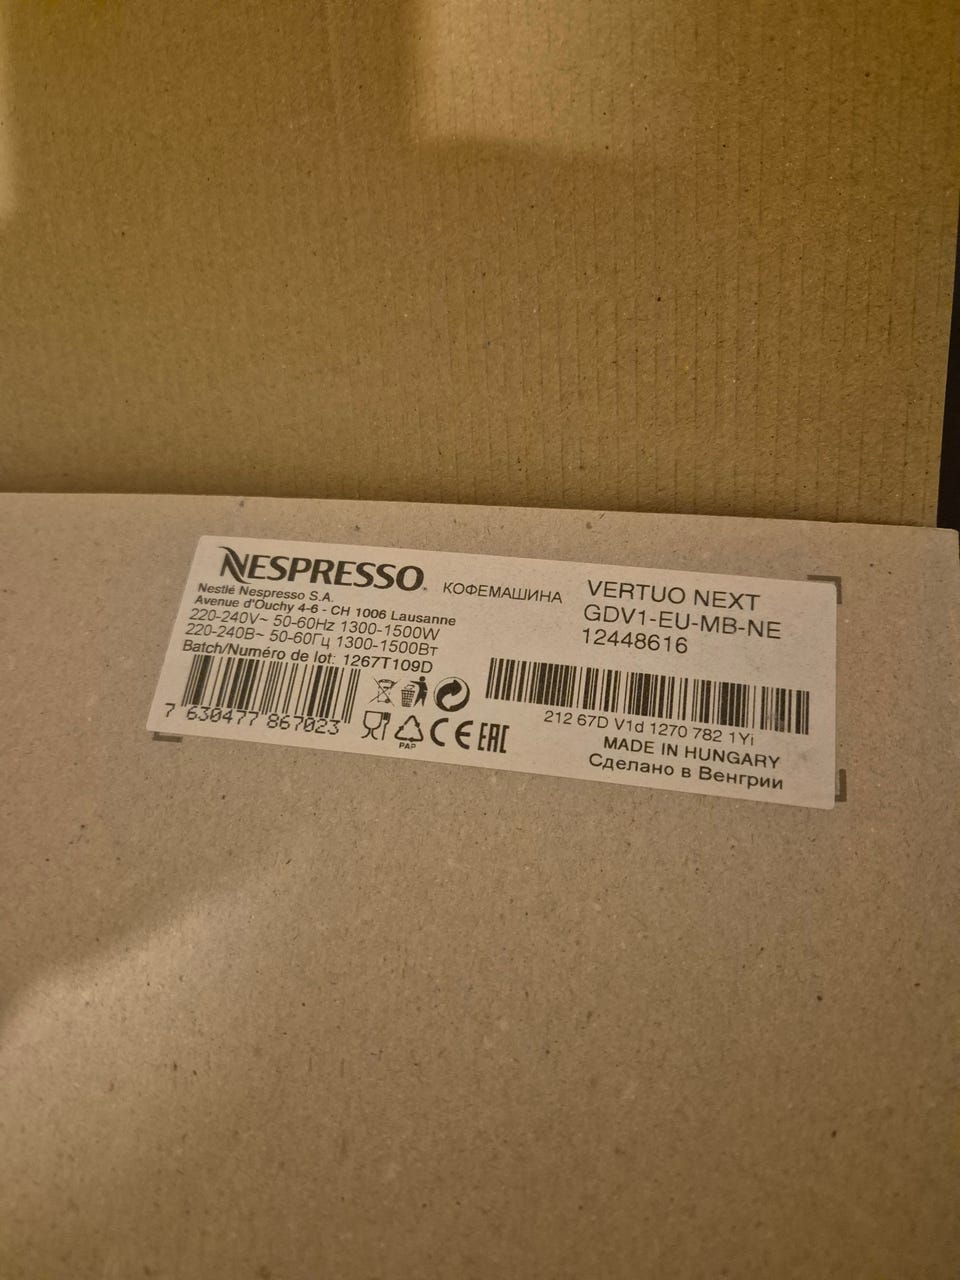 NESPRESSO.
КОФЕМАШИНА
Nestlé Nespresso S.A.
Avenue d'Ouchy 4-6 - CH 1006 Lausanne
220-240V~ 50-60Hz 1300-1500W
220-240В~ 50-60Гц 1300-1500Вт
Batch/Numéro de lot: 1267T109D
7 630477 867023
PAP
CE EAC
VERTUO NEXT
GDV1-EU-MB-NE
12448616
212 67D V1d 1270 782 1Yi
MADE IN HUNGARY
Сделано в Венгрии